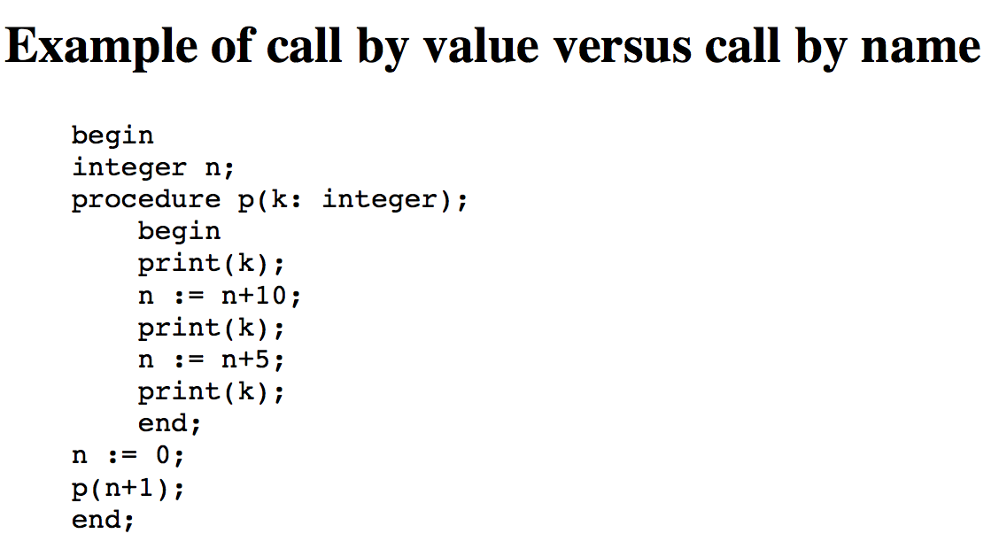 Example of call by value versus call by name
begin
integer n;
procedure p(k: integer);
begin
print(k);
n := n+10;
print(k);
n := n+5;
print(k);
end;
n := 0;
p(n+1);
end;